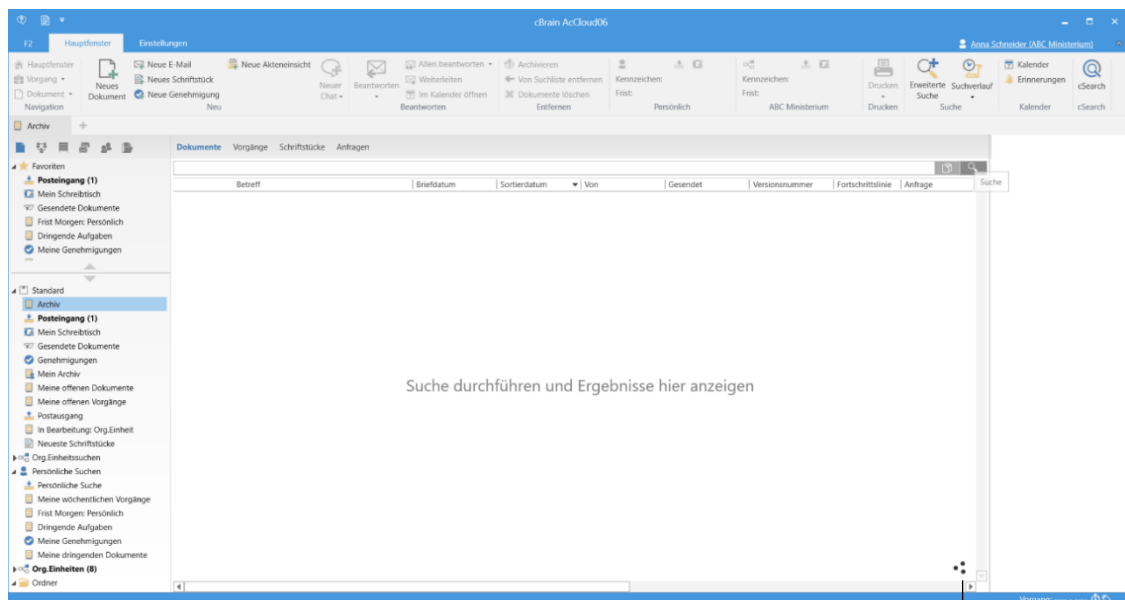 cBrain AcCloud06
F2 Hauptfenster Einstellungen Anna Schneider (ABC Ministerium)
Hauptfenster
Vorgang
Dokument
Navigation
Neues Dokument
Neue E-Mail
Neues Schriftstück
Neue Genehmigung
Neue Akteneinsicht
Neu
Neuer Chat
Beantworten
Allen beantworten
Weiterleiten
Im Kalender öffnen
Beantworten
Archivieren
Von Suchliste entfernen
Dokumente löschen
Entfernen
Kennzeichen:
Frist:
Persönlich
Kennzeichen:
Frist:
ABC Ministerium
Drucken
Drucken
Erweiterte Suche
Suchverlauf
Suche
Kalender
Erinnerungen
Kalender
cSearch
cSearch
Archiv +
Dokumente Vorgänge Schriftstücke Anfragen
Betreff Briefdatum Sortierdatum Von Gesendet Versionsnummer Fortschrittslinie Anfrage
Suche
Favoriten
Posteingang (1)
Mein Schreibtisch
Gesendete Dokumente
Frist Morgen: Persönlich
Dringende Aufgaben
Meine Genehmigungen
Standard
Archiv
Posteingang (1)
Mein Schreibtisch
Gesendete Dokumente
Genehmigungen
Mein Archiv
Meine offenen Dokumente
Meine offenen Vorgänge
Postausgang
In Bearbeitung: Org.Einheit
Neueste Schriftstücke
Org.Einheitssuchen
Persönliche Suchen
Persönliche Suche
Meine wöchentlichen Vorgänge
Frist Morgen: Persönlich
Dringende Aufgaben
Meine Genehmigungen
Meine dringenden Dokumente
Org.Einheiten (8)
Ordner
Suche durchführen und Ergebnisse hier anzeigen